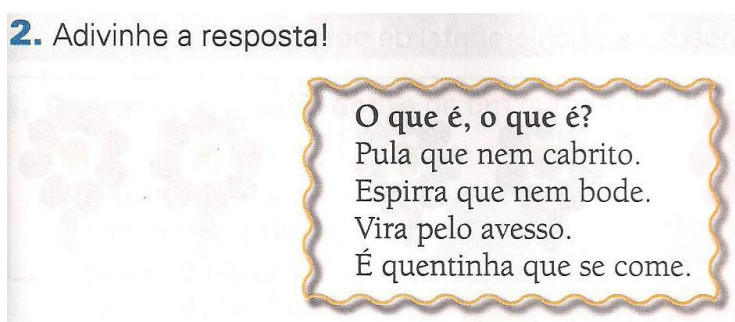 2. Adivinhe a resposta!
O que é, o que é?
Pula que nem cabrito.
Espirra que nem bode.
Vira pelo avesso.
É quentinha que se come.